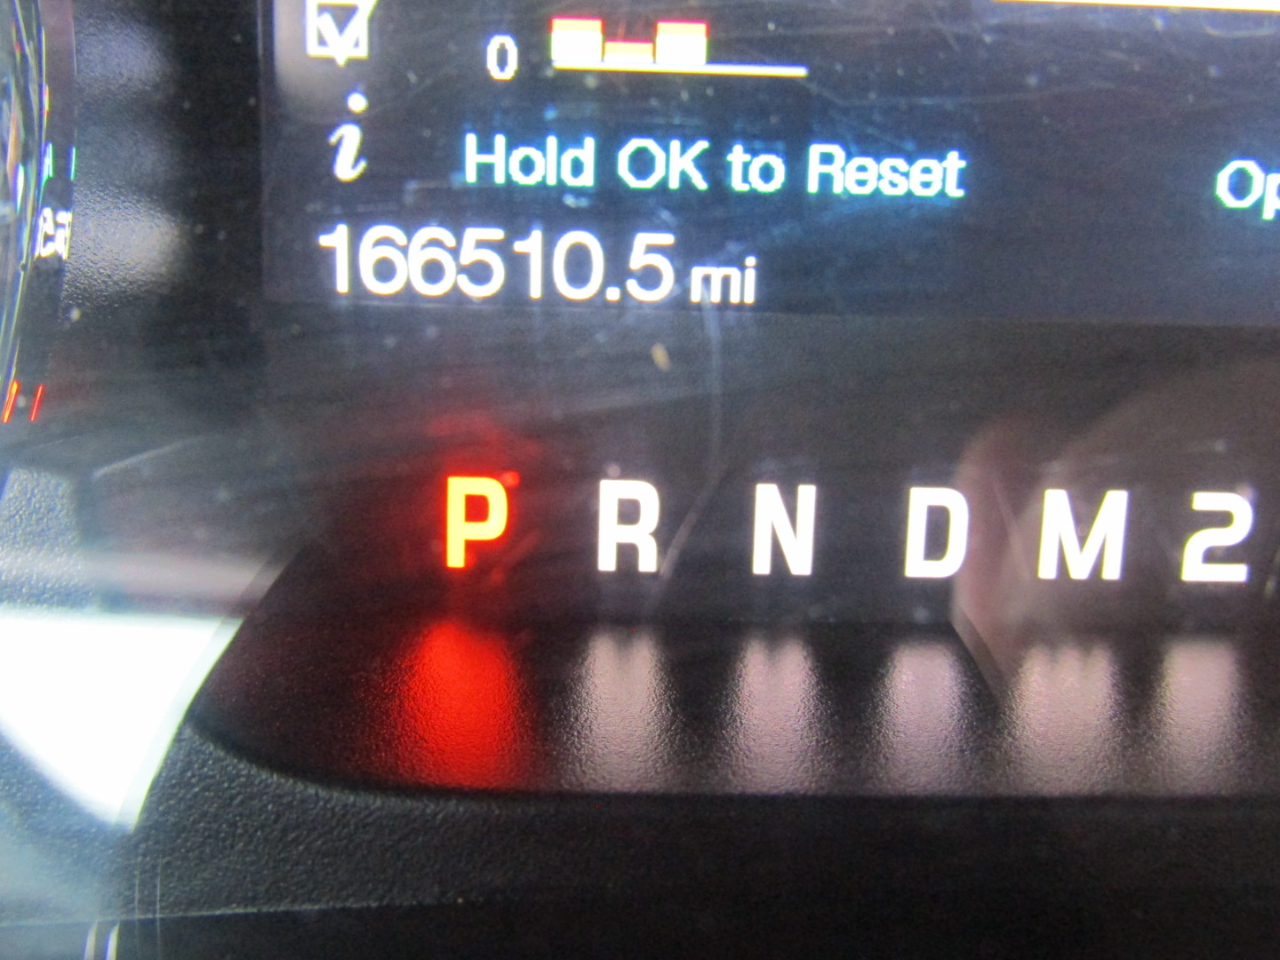 0
Hold OK to Reset
166510.5 mi
P R N D M 2